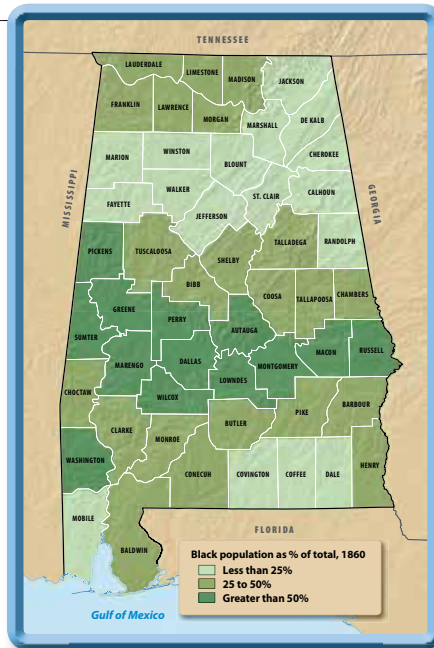 TENNESSEE
LAUDERDALE
LIMESTONE
MADISON
JACKSON
FRANKLIN
LAWRENCE
MORGAN
MARSHALL
DE KALB
CHEROKEE
MARION
WINSTON
BLOUNT
MISSISSIPPI
GEORGIA
FAYETTE
WALKER
ST. CLAIR
CALHOUN
JEFFERSON
RANDOLPH
PICKENS
TUSCALOOSA
SHELBY
TALLADEGA
BIBB
GREENE
PERRY
COOSA
TALLAPOOSA
CHAMBERS
SUMTER
AUTAUGA
MARENGO
DALLAS
MONTGOMERY
MACON
RUSSELL
LOWNDES
CHOCTAW
WILCOX
CLARKE
MONROE
BUTLER
PIKE
BARBOUR
WASHINGTON
CONECUH
COVINGTON
COFFEE
DALE
HENRY
MOBILE
BALDWIN
FLORIDA
Black population as % of total, 1860
Less than 25%
25 to 50%
Greater than 50%
Gulf of Mexico